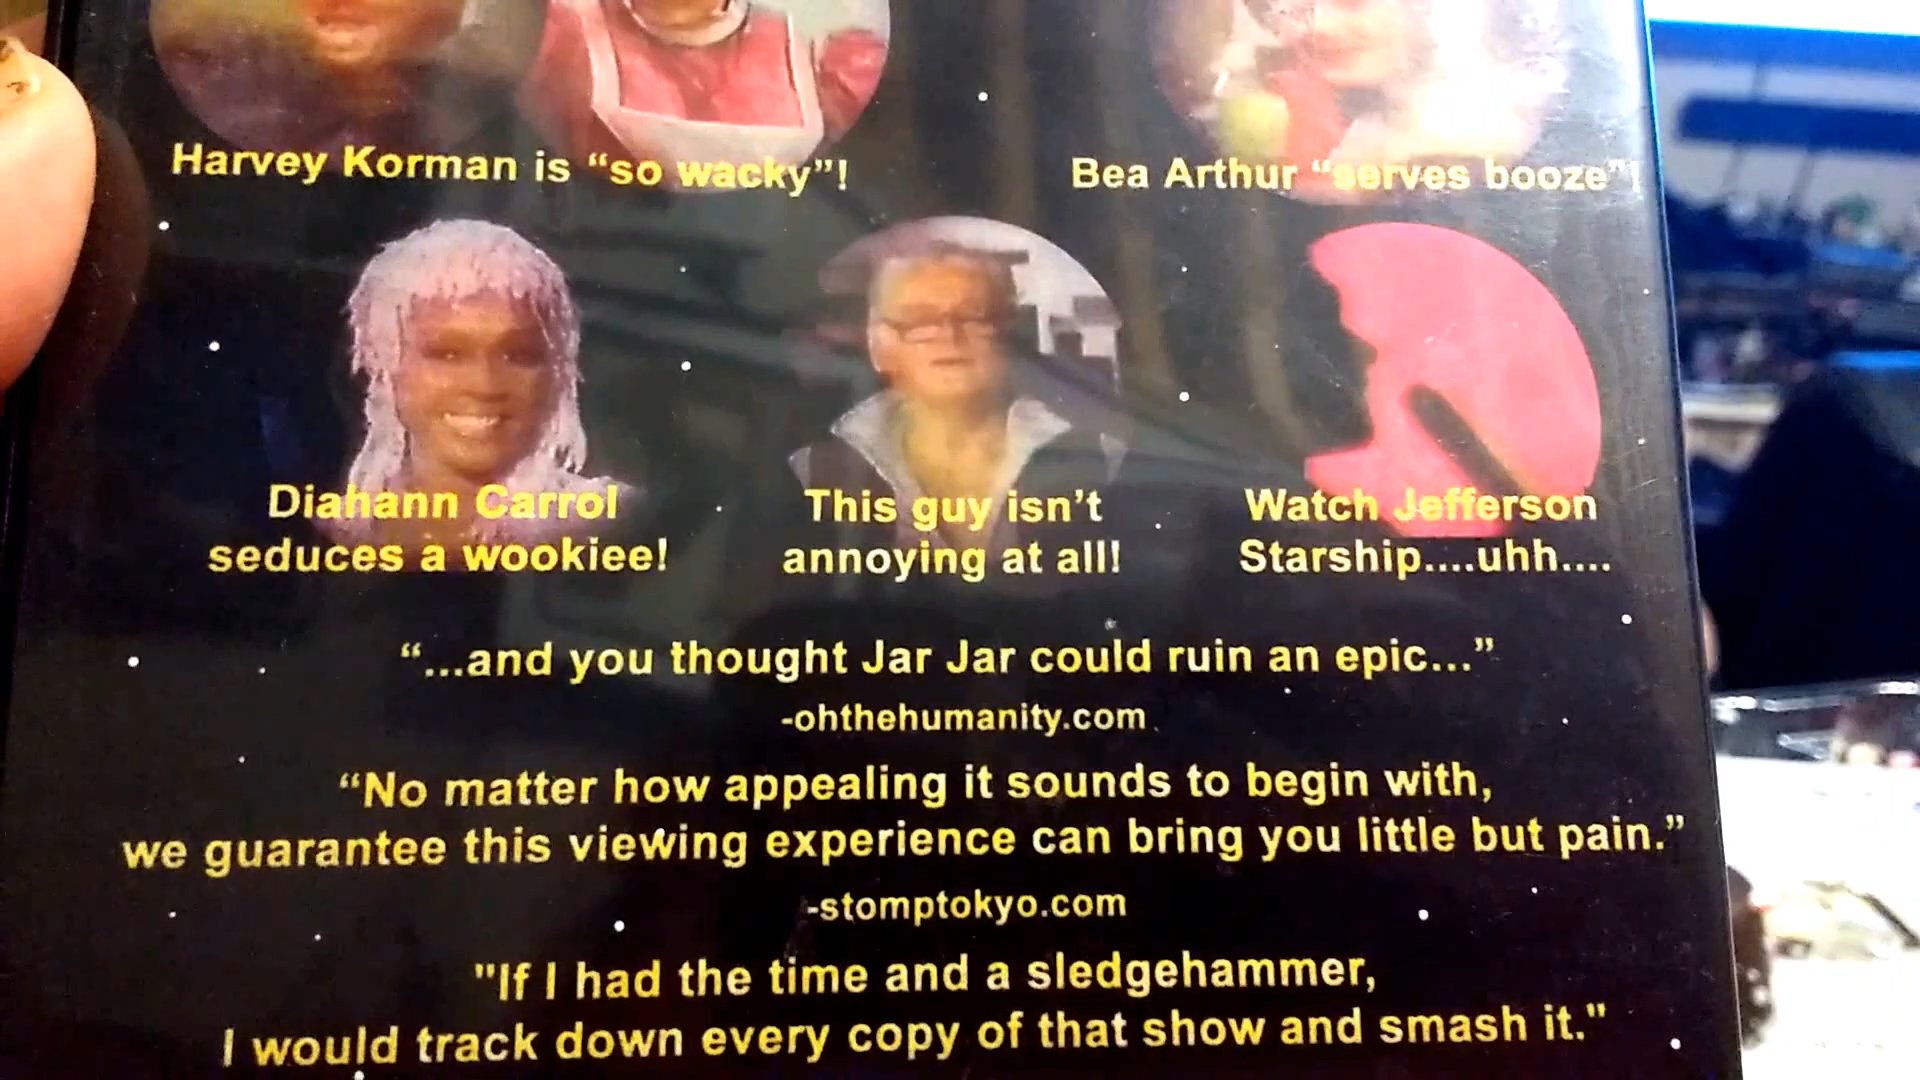 Harvey Korman is “so wacky”!
Bea Arthur “serves booze”!
Diahann Carrol
seduces a wookiee!
This guy isn’t
annoying at all!
Watch Jefferson
Starship....uhh....
“...and you thought Jar Jar could ruin an epic...”
-ohthehumanity.com
“No matter how appealing it sounds to begin with,
we guarantee this viewing experience can bring you little but pain.”
-stomptokyo.com
"If I had the time and a sledgehammer,
I would track down every copy of that show and smash it."